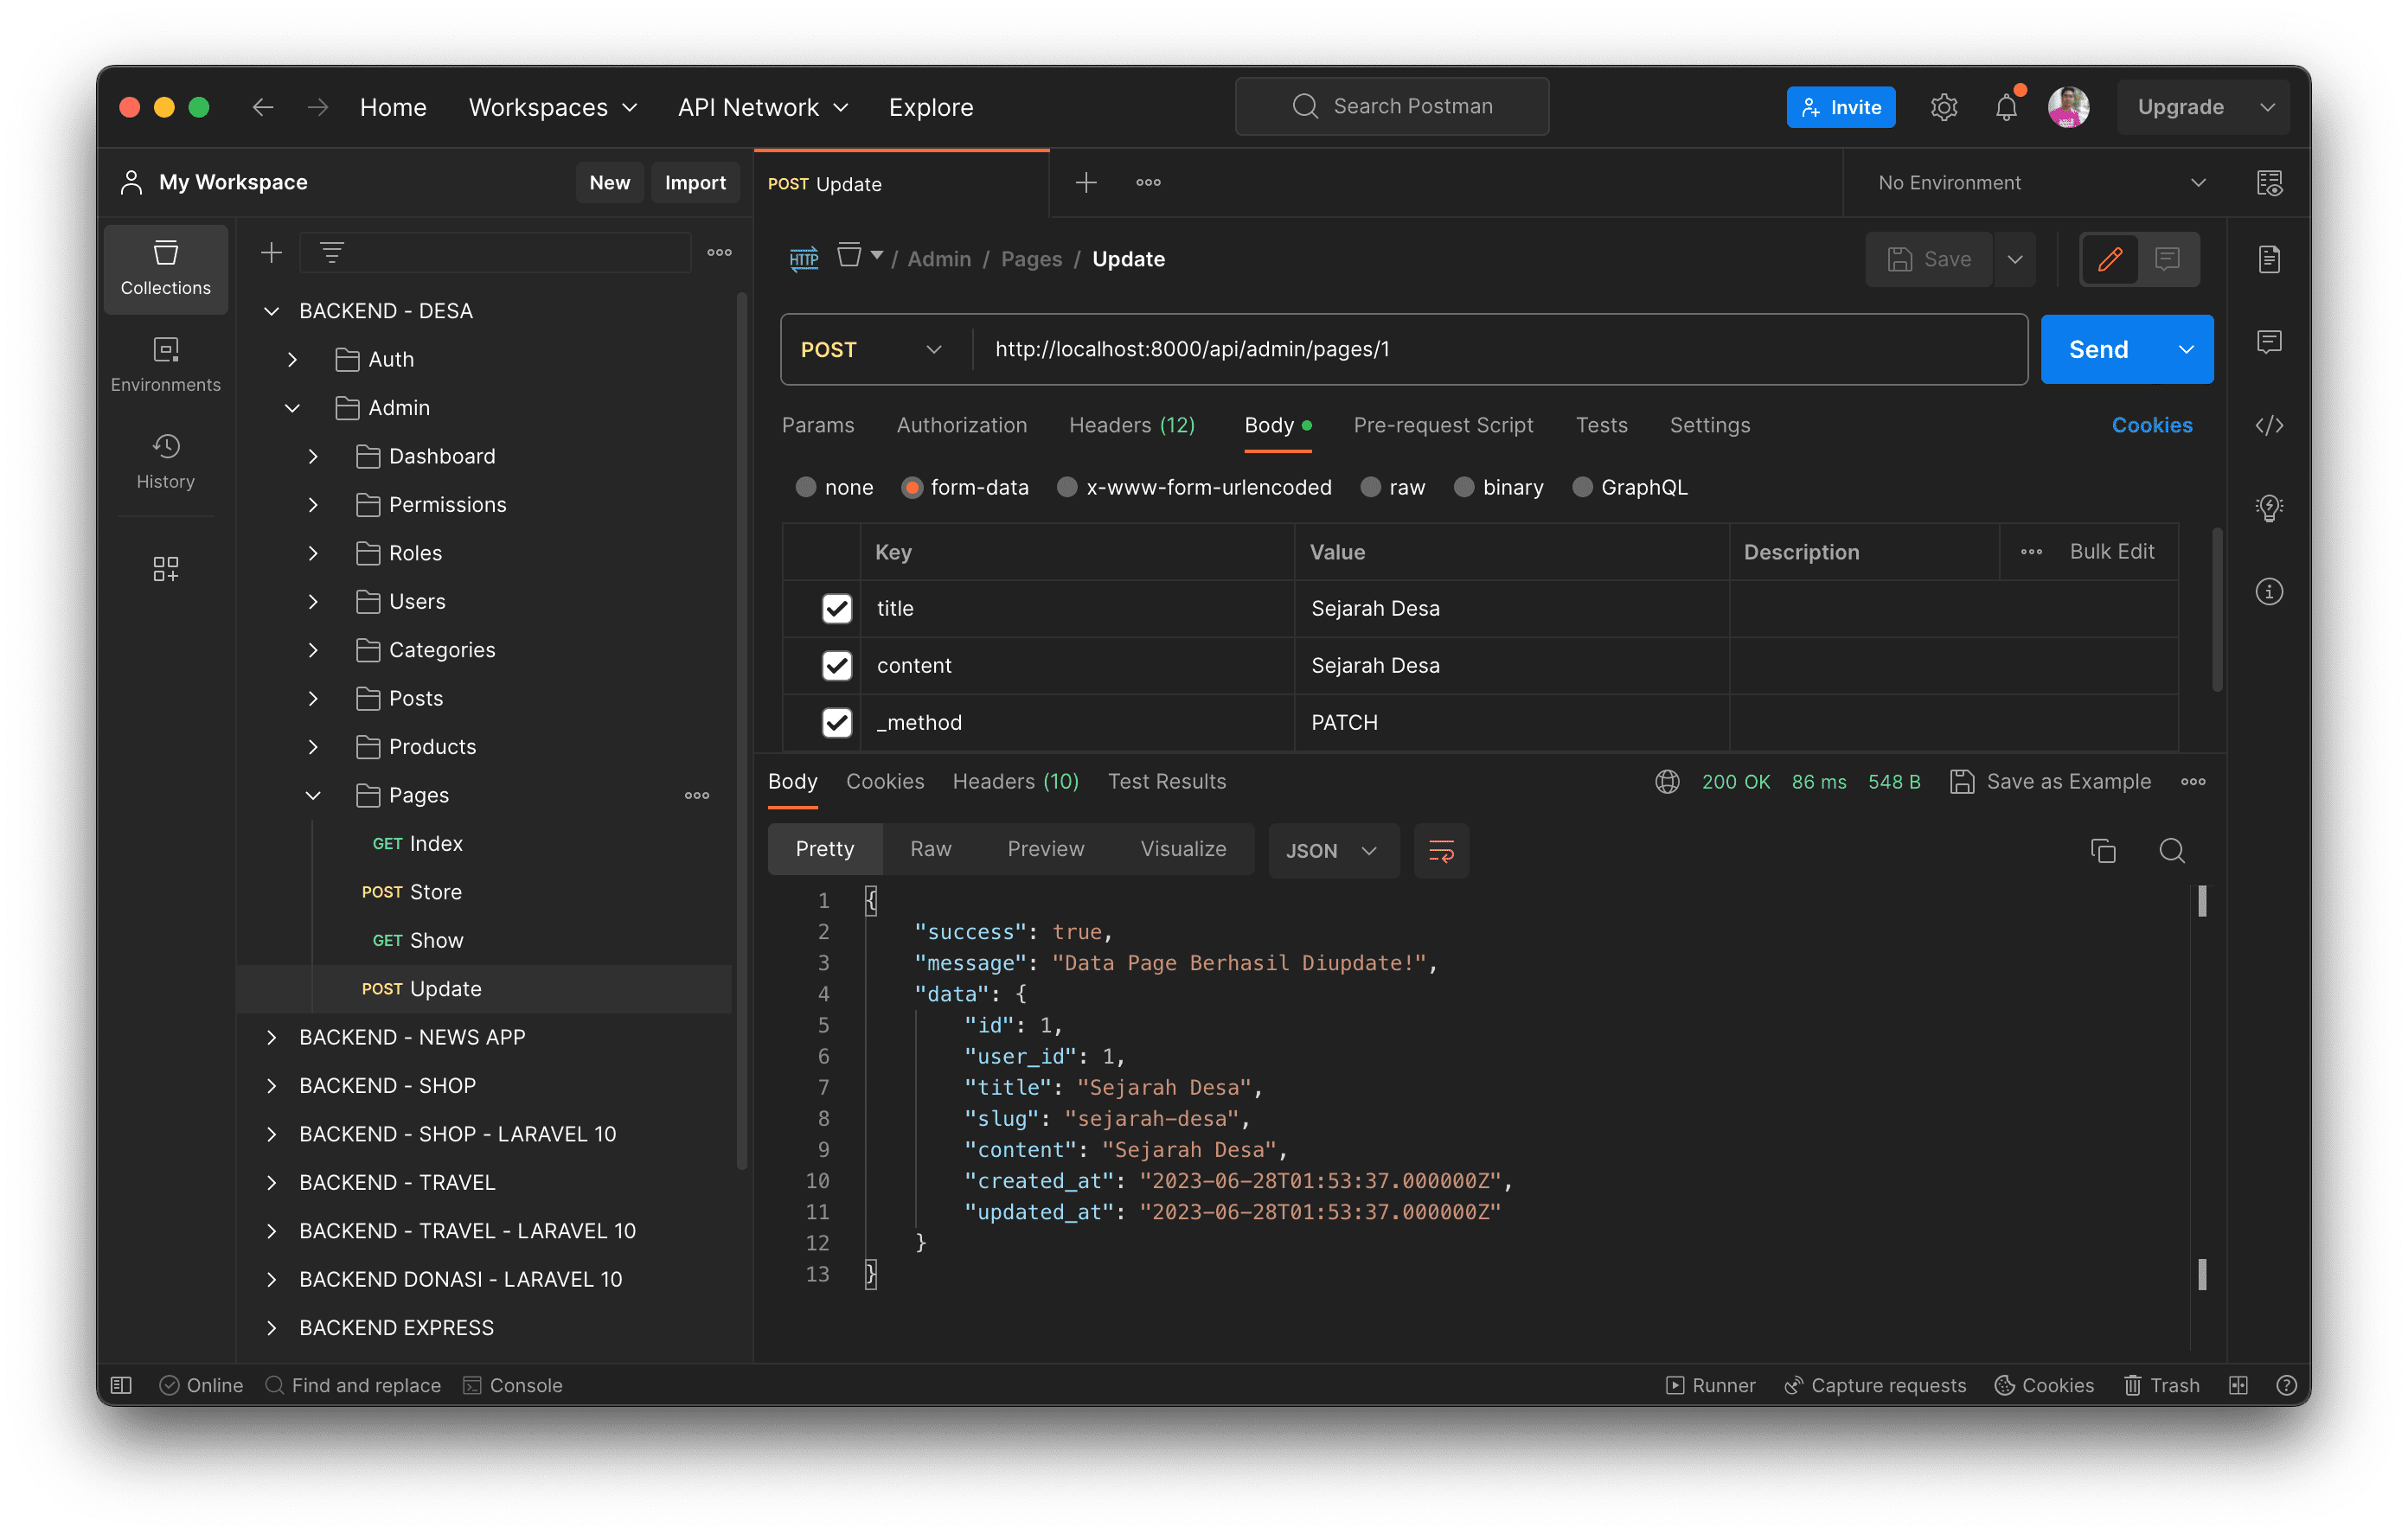 Home Workspaces API Network Explore Search Postman Invite Upgrade
My Workspace New Import
POST Update No Environment
Collections
Environments
History
BACKEND - DESA
Auth
Admin
Dashboard
Permissions
Roles
Users
Categories
Posts
Products
Pages
GET Index
POST Store
GET Show
POST Update
BACKEND - NEWS APP
BACKEND - SHOP
BACKEND - SHOP - LARAVEL 10
BACKEND - TRAVEL
BACKEND - TRAVEL - LARAVEL 10
BACKEND DONASI - LARAVEL 10
BACKEND EXPRESS
HTTP / Admin / Pages / Update Save
POST http://localhost:8000/api/admin/pages/1 Send
Params Authorization Headers (12) Body Pre-request Script Tests Settings Cookies
none form-data x-www-form-urlencoded raw binary GraphQL
Key Value Description Bulk Edit
title Sejarah Desa
content Sejarah Desa
_method PATCH
Body Cookies Headers (10) Test Results 200 OK 86 ms 548 B Save as Example
Pretty Raw Preview Visualize JSON
1 {
2 "success": true,
3 "message": "Data Page Berhasil Diupdate!",
4 "data": {
5 "id": 1,
6 "user_id": 1,
7 "title": "Sejarah Desa",
8 "slug": "sejarah-desa",
9 "content": "Sejarah Desa",
10 "created_at": "2023-06-28T01:53:37.000000Z",
11 "updated_at": "2023-06-28T01:53:37.000000Z"
12 }
13 }
Online Find and replace Console Runner Capture requests Cookies Trash